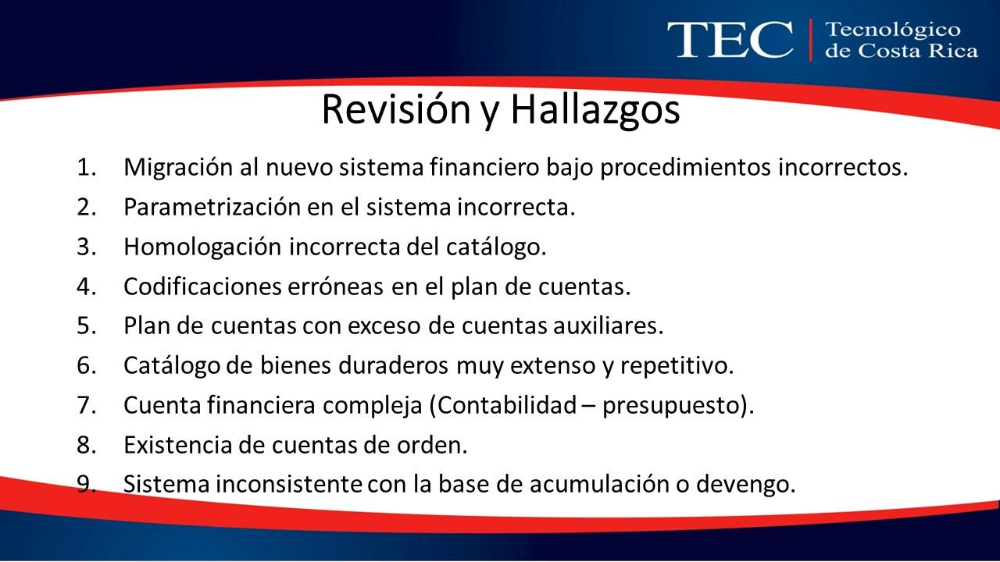 TEC
Tecnológico
de Costa Rica
Revisión y Hallazgos
1. Migración al nuevo sistema financiero bajo procedimientos incorrectos.
2. Parametrización en el sistema incorrecta.
3. Homologación incorrecta del catálogo.
4. Codificaciones erróneas en el plan de cuentas.
5. Plan de cuentas con exceso de cuentas auxiliares.
6. Catálogo de bienes duraderos muy extenso y repetitivo.
7. Cuenta financiera compleja (Contabilidad – presupuesto).
8. Existencia de cuentas de orden.
9. Sistema inconsistente con la base de acumulación o devengo.